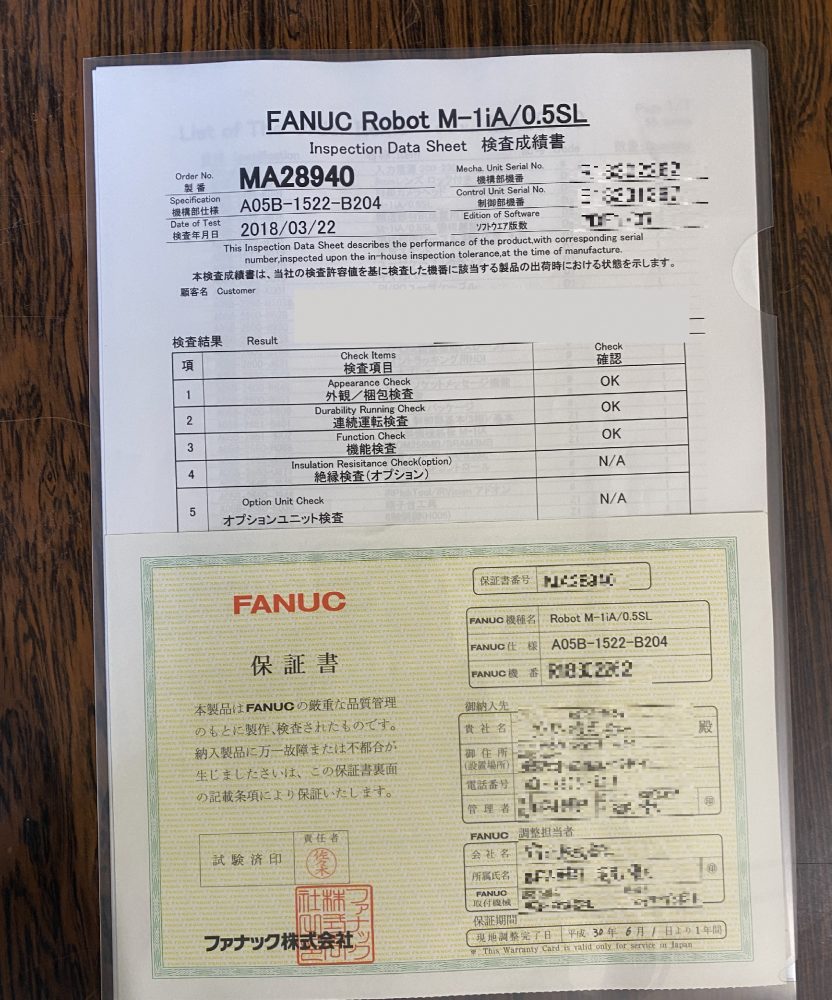 FANUC Robot M-1iA/0.5SL
Inspection Data Sheet 検査成績書
Order No.
製番 MA28940
Mecha. Unit Serial No.
機構部機番
Specification
機構部仕様 A05B-1522-B204
Control Unit Serial No.
制御部機番
Date of Test
検査年月日 2018/03/22
Edition of Software
ソフトウエア版数
This Inspection Data Sheet describes the performance of the product,with corresponding serial
number,inspected upon the in-house inspection tolerance,at the time of manufacture.
本検査成績書は、当社の検査許容値を基に検査した機番に該当する製品の出荷時における状態を示します。
顧客名 Customer
検査結果 Result
項 Check Items Check
検査項目 確認
1 Appearance Check OK
外観／梱包検査
2 Durability Running Check OK
連続運転検査
3 Function Check OK
機能検査
4 Insulation Resisitance Check(option) N/A
絶縁検査(オプション)
5 Option Unit Check N/A
オプションユニット検査
FANUC
保証書
本製品はFANUCの厳重な品質管理
のもとに製作、検査されたものです。
納入製品に万一故障または不都合が
生じましたさいは、この保証書裏面
の記載条項により保証いたします。
試験済印
責任者
佐々木
ファナック株式会社
保証書番号
FANUC機種名 Robot M-1iA/0.5SL
FANUC仕様 A05B-1522-B204
FANUC機番
御納入先
貴社名 殿
御住所
(設置場所)
電話番号
管理者 印
FANUC 調整担当者
会社名
所属氏名 印
FANUC
取付機械
保証期間
現地調整完了日 平成 30年 6月 1日より1年間
※ This Warranty Card is valid only for service in Japan